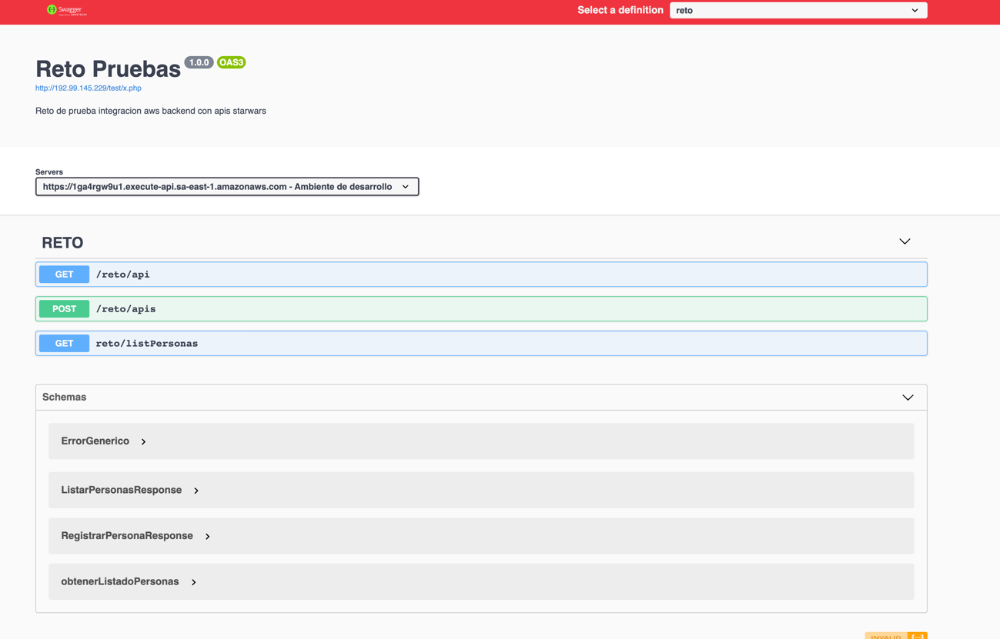 Swagger
Select a definition
reto
Reto Pruebas 1.0.0 OAS3
http://192.99.145.229/test/x.php
Reto de prueba integracion aws backend con apis starwars
Servers
https://1ga4rgw9u1.execute-api.sa-east-1.amazonaws.com - Ambiente de desarrollo
RETO
GET /reto/api
POST /reto/apis
GET reto/listPersonas
Schemas
ErrorGenerico
ListarPersonasResponse
RegistrarPersonaResponse
obtenerListadoPersonas
INVALID {...}